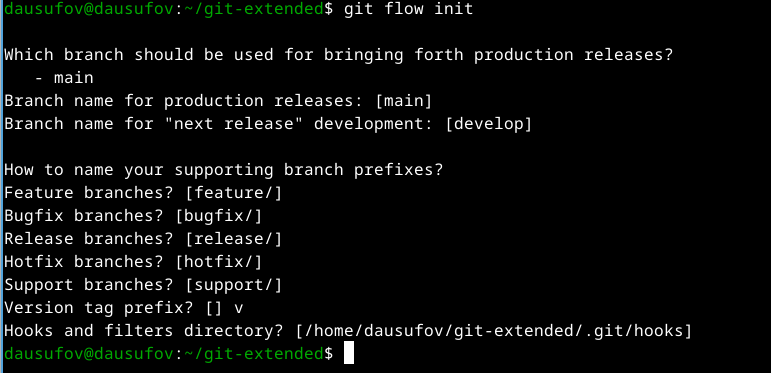 dausufov@dausufov:~/git-extended$ git flow init
Which branch should be used for bringing forth production releases?
- main
Branch name for production releases: [main]
Branch name for "next release" development: [develop]
How to name your supporting branch prefixes?
Feature branches? [feature/]
Bugfix branches? [bugfix/]
Release branches? [release/]
Hotfix branches? [hotfix/]
Support branches? [support/]
Version tag prefix? [] v
Hooks and filters directory? [/home/dausufov/git-extended/.git/hooks]
dausufov@dausufov:~/git-extended$